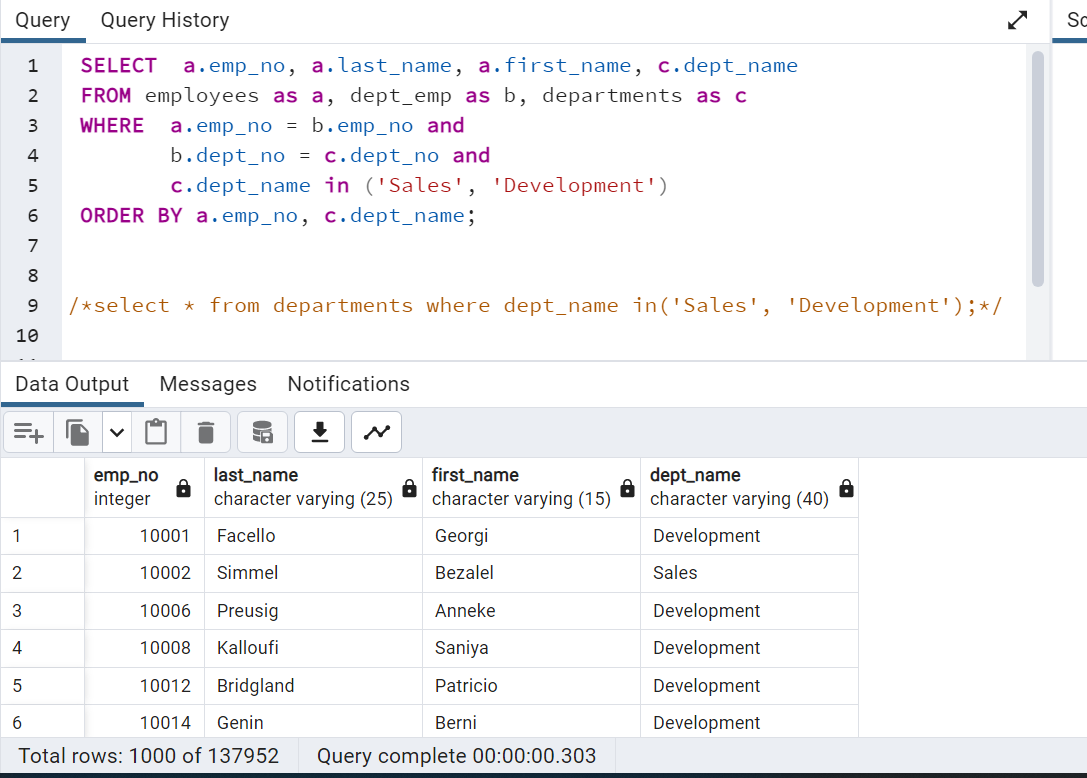 Query Query History Sc
1 SELECT a.emp_no, a.last_name, a.first_name, c.dept_name
2 FROM employees as a, dept_emp as b, departments as c
3 WHERE a.emp_no = b.emp_no and
4 b.dept_no = c.dept_no and
5 c.dept_name in ('Sales', 'Development')
6 ORDER BY a.emp_no, c.dept_name;
7
8
9 /*select * from departments where dept_name in('Sales', 'Development');*/
10
Data Output Messages Notifications
emp_no last_name first_name dept_name
integer character varying (25) character varying (15) character varying (40)
1 10001 Facello Georgi Development
2 10002 Simmel Bezalel Sales
3 10006 Preusig Anneke Development
4 10008 Kalloufi Saniya Development
5 10012 Bridgland Patricio Development
6 10014 Genin Berni Development
Total rows: 1000 of 137952 Query complete 00:00:00.303